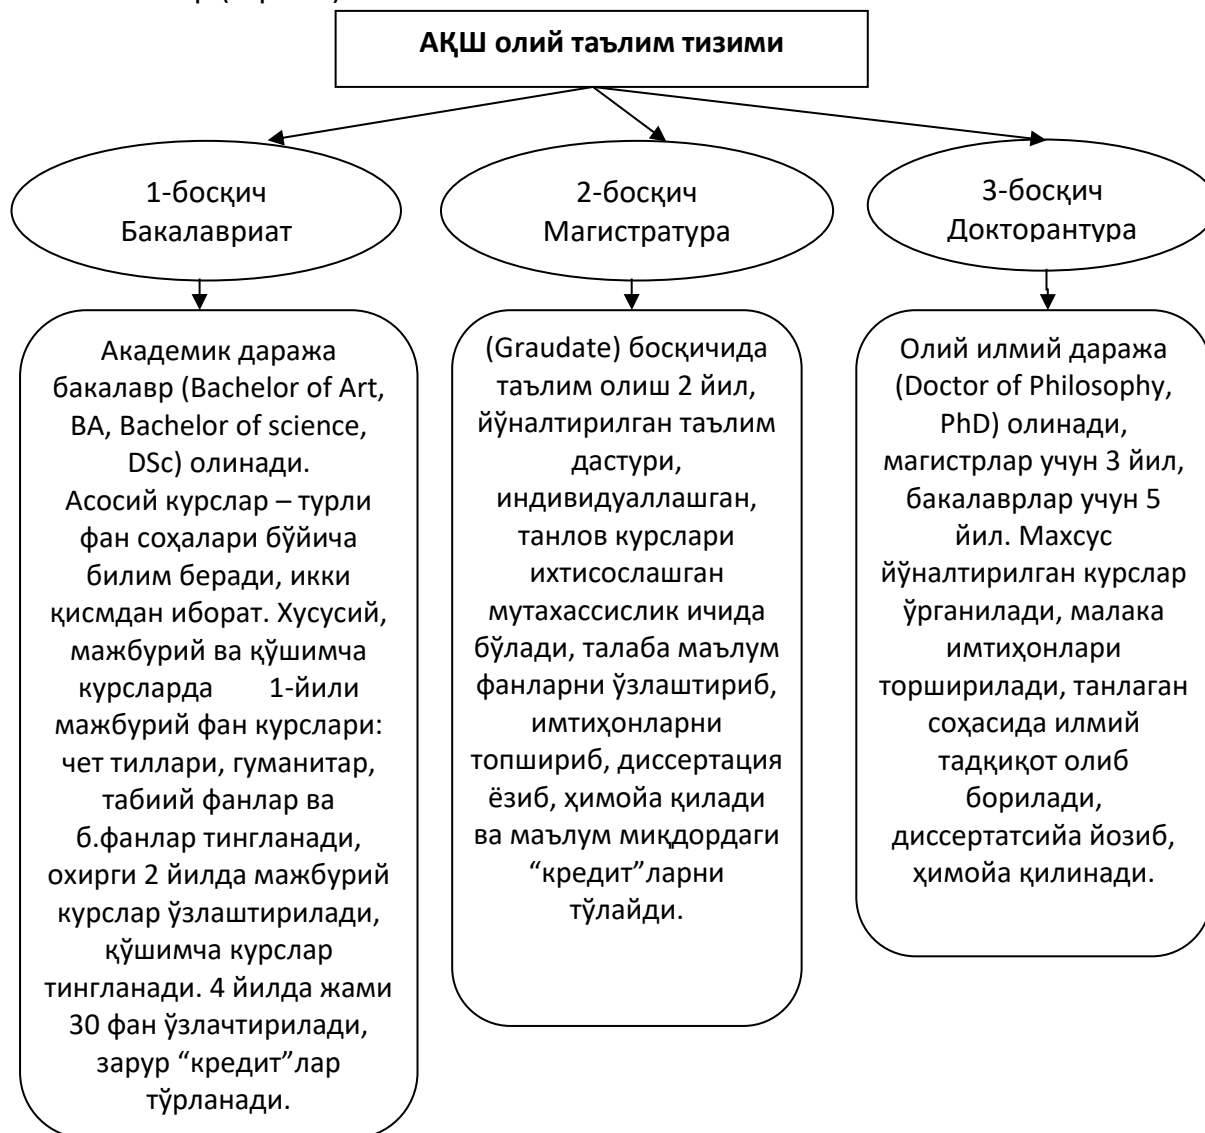 АҚШ олий таълим тизими
1-босқич
Бакалавриат
2-босқич
Магистратура
3-босқич
Докторантура
Академик даража
бакалавр (Bachelor of Art,
BA, Bachelor of science,
DSc) олинади.
Асосий курслар – турли
фан соҳалари бўйича
билим беради, икки
қисмдан иборат. Хусусий,
мажбурий ва қўшимча
курсларда 1-йили
мажбурий фан курслари:
чет тиллари, гуманитар,
табиий фанлар ва
б.фанлар тингланади,
охирги 2 йилда мажбурий
курслар ўзлаштирилади,
қўшимча курслар
тингланади. 4 йилда жами
30 фан ўзлачтирилади,
зарур “кредит”лар
тўрланади.
(Graudate) босқичида
таълим олиш 2 йил,
йўналтирилган таълим
дастури,
индивидуаллашган,
танлов курслари
ихтисослашган
мутахассислик ичида
бўлади, талаба маълум
фанларни ўзлаштириб,
имтиҳонларни
топшириб, диссертация
ёзиб, ҳимоя қилади
ва маълум миқдордаги
“кредит”ларни
тўлайди.
Олий илмий даража
(Doctor of Philosophy,
PhD) олинади,
магистрлар учун 3 йил,
бакалаврлар учун 5
йил. Махсус
йўналтирилган курслар
ўрганилади, малака
имтиҳонлари
торширилади, танлаган
соҳасида илмий
тадқиқот олиб
борилади,
диссертатсийа йозиб,
ҳимойа қилинади.